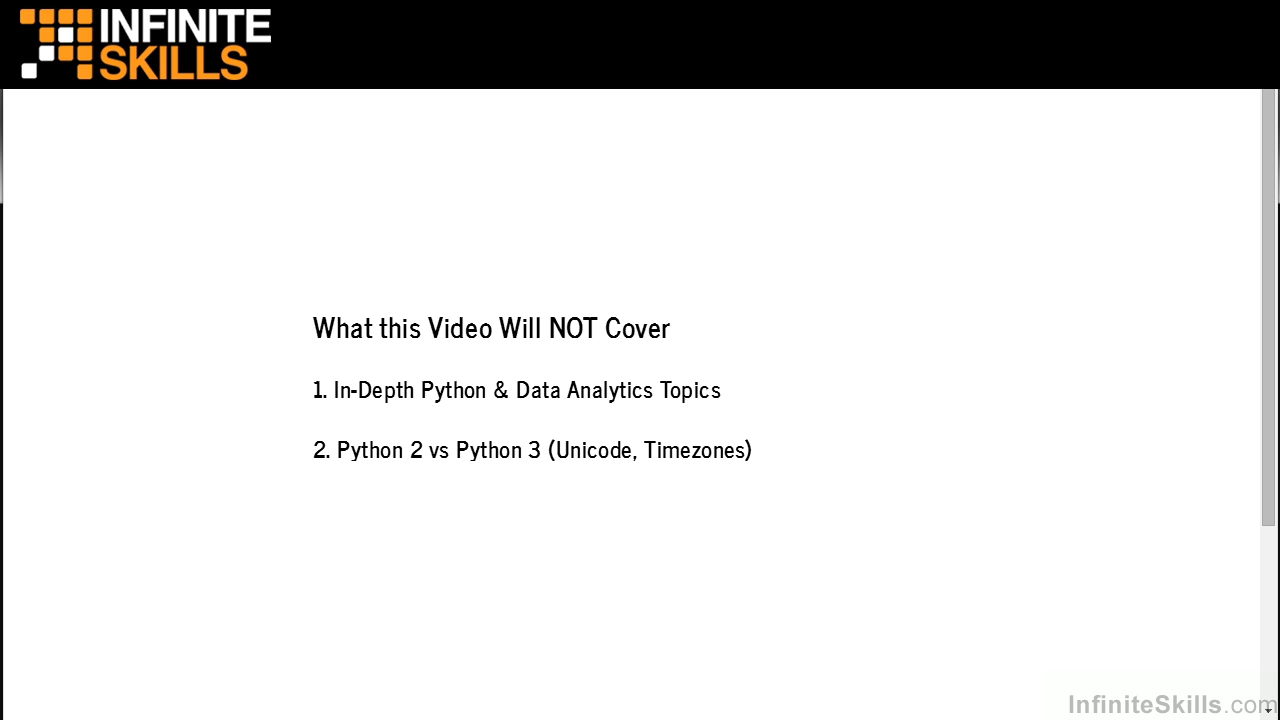 INFINITE
SKILLS
What this Video Will NOT Cover
1. In-Depth Python & Data Analytics Topics
2. Python 2 vs Python 3 (Unicode, Timezones)
InfiniteSkills.com